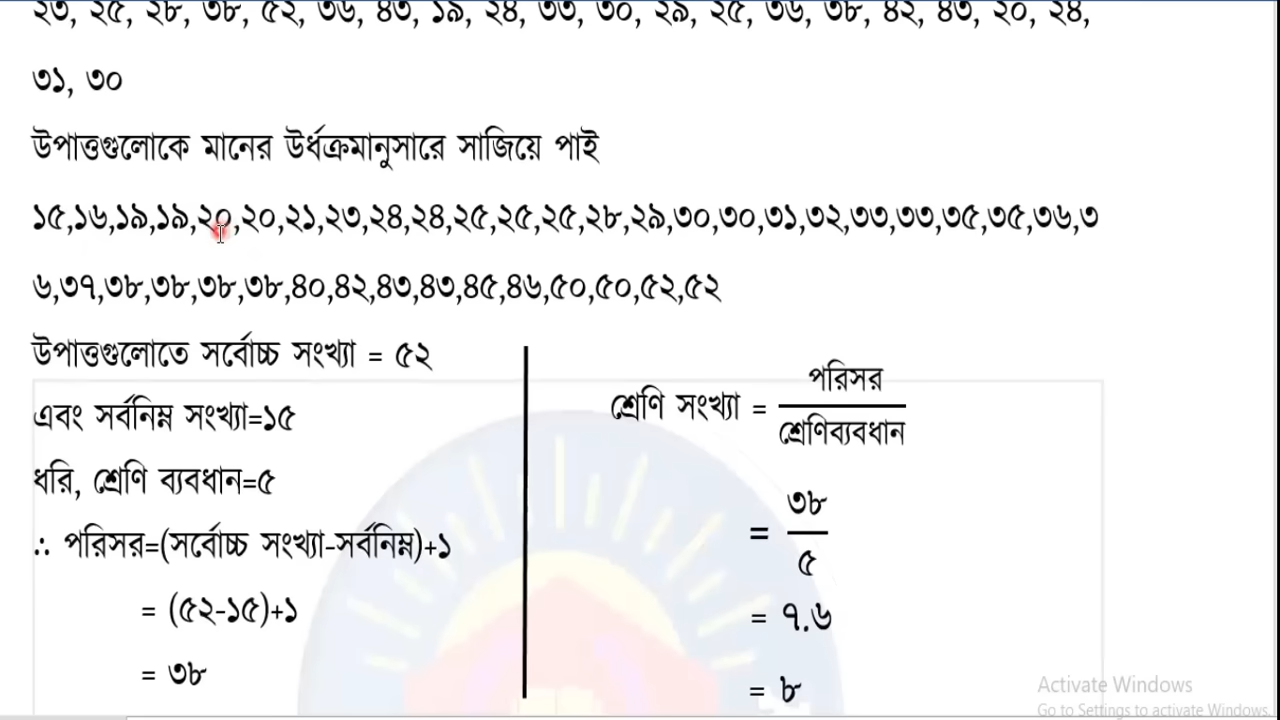 ২৩, ২৫, ২৮, ৩৮, ৫২, ৩৬, ৪৩, ১৯, ২৪, ৩৩, ৩০, ২৯, ২৫, ৩৬, ৩৮, ৪২, ৪৩, ২০, ২৪,
৩১, ৩০
উপাত্তগুলোকে মানের উর্ধক্রমানুসারে সাজিয়ে পাই
১৫,১৬,১৯,১৯,২০,২০,২১,২৩,২৪,২৪,২৫,২৫,২৫,২৮,২৯,৩০,৩০,৩১,৩২,৩৩,৩৩,৩৫,৩৫,৩৬,৩
৬,৩৭,৩৮,৩৮,৩৮,৩৮,৪০,৪২,৪৩,৪৩,৪৫,৪৬,৫০,৫০,৫২,৫২
উপাত্তগুলোতে সর্বোচ্চ সংখ্যা = ৫২
এবং সর্বনিম্ন সংখ্যা=১৫
ধরি, শ্রেণি ব্যবধান=৫
∴ পরিসর=(সর্বোচ্চ সংখ্যা-সর্বনিম্ন)+১
= (৫২-১৫)+১
= ৩৮
পরিসর
শ্রেণি সংখ্যা =
শ্রেণিব্যবধান
৩৮
=
৫
= ৭.৬
= ৮
Activate Windows
Go to Settings to activate Windows.